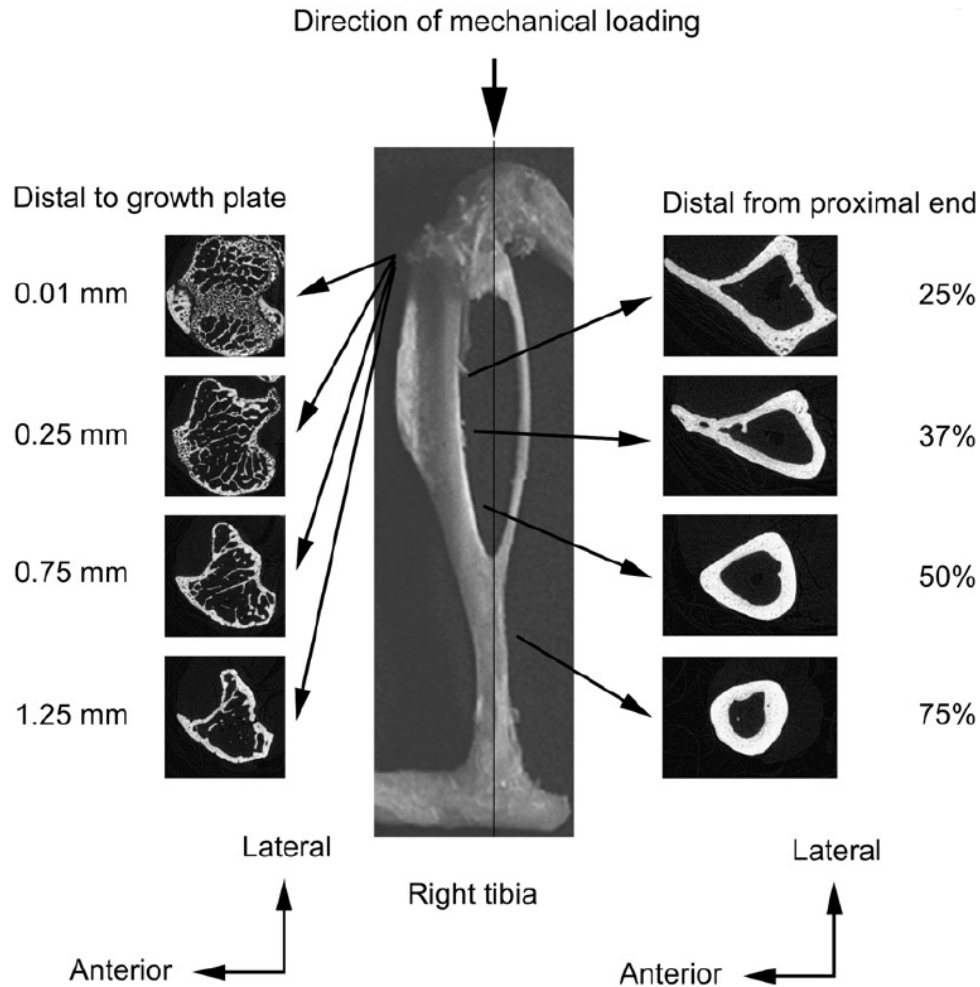 Direction of mechanical loading
Distal to growth plate
0.01 mm
0.25 mm
0.75 mm
1.25 mm
Distal from proximal end
25%
37%
50%
75%
Right tibia
Lateral
Anterior
Lateral
Anterior